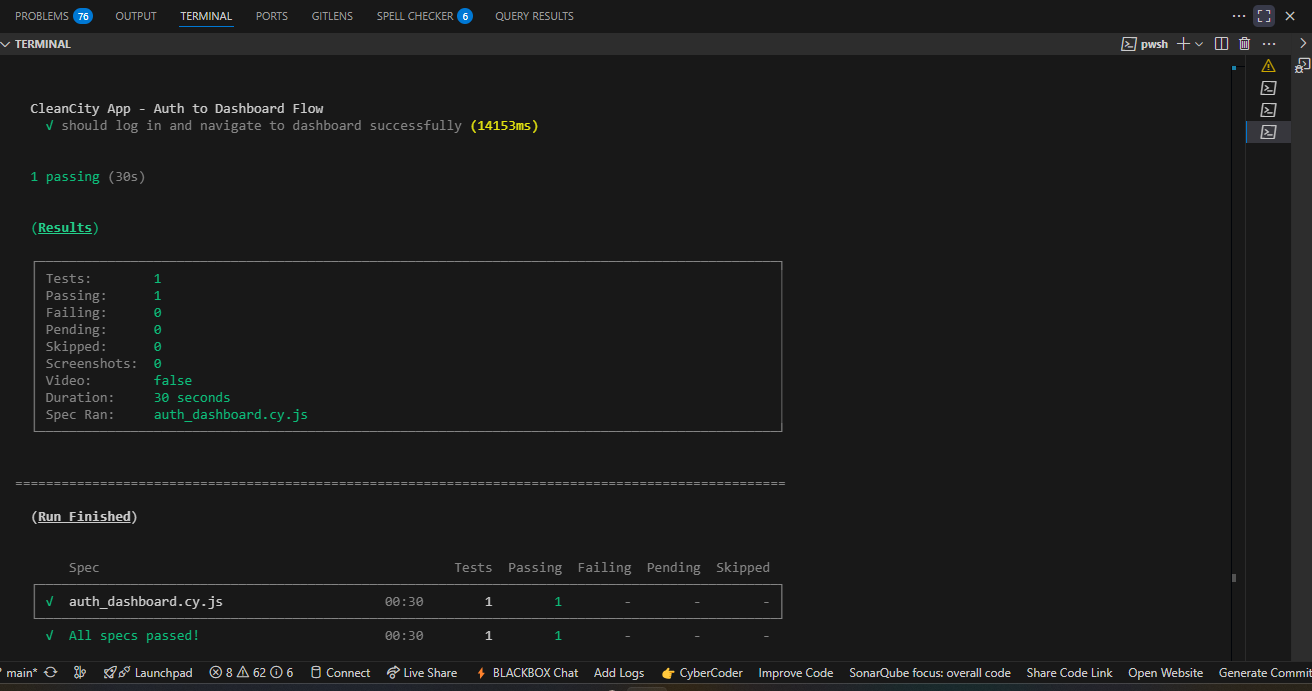 PROBLEMS 76 OUTPUT TERMINAL PORTS GITLENS SPELL CHECKER 6 QUERY RESULTS
TERMINAL pwsh
CleanCity App - Auth to Dashboard Flow
√ should log in and navigate to dashboard successfully (14153ms)
1 passing (30s)
(Results)
Tests: 1
Passing: 1
Failing: 0
Pending: 0
Skipped: 0
Screenshots: 0
Video: false
Duration: 30 seconds
Spec Ran: auth_dashboard.cy.js
====================================================================================================
(Run Finished)
Spec Tests Passing Failing Pending Skipped
√ auth_dashboard.cy.js 00:30 1 1 - - -
√ All specs passed! 00:30 1 1 - - -
main* Launchpad 8 62 6 Connect Live Share BLACKBOX Chat Add Logs CyberCoder Improve Code SonarQube focus: overall code Share Code Link Open Website Generate Commit